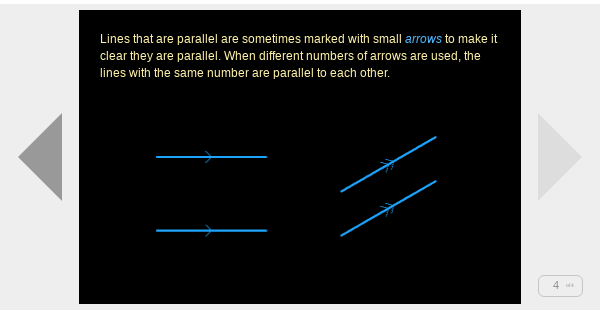 Lines that are parallel are sometimes marked with small arrows to make it
clear they are parallel. When different numbers of arrows are used, the
lines with the same number are parallel to each other.
4